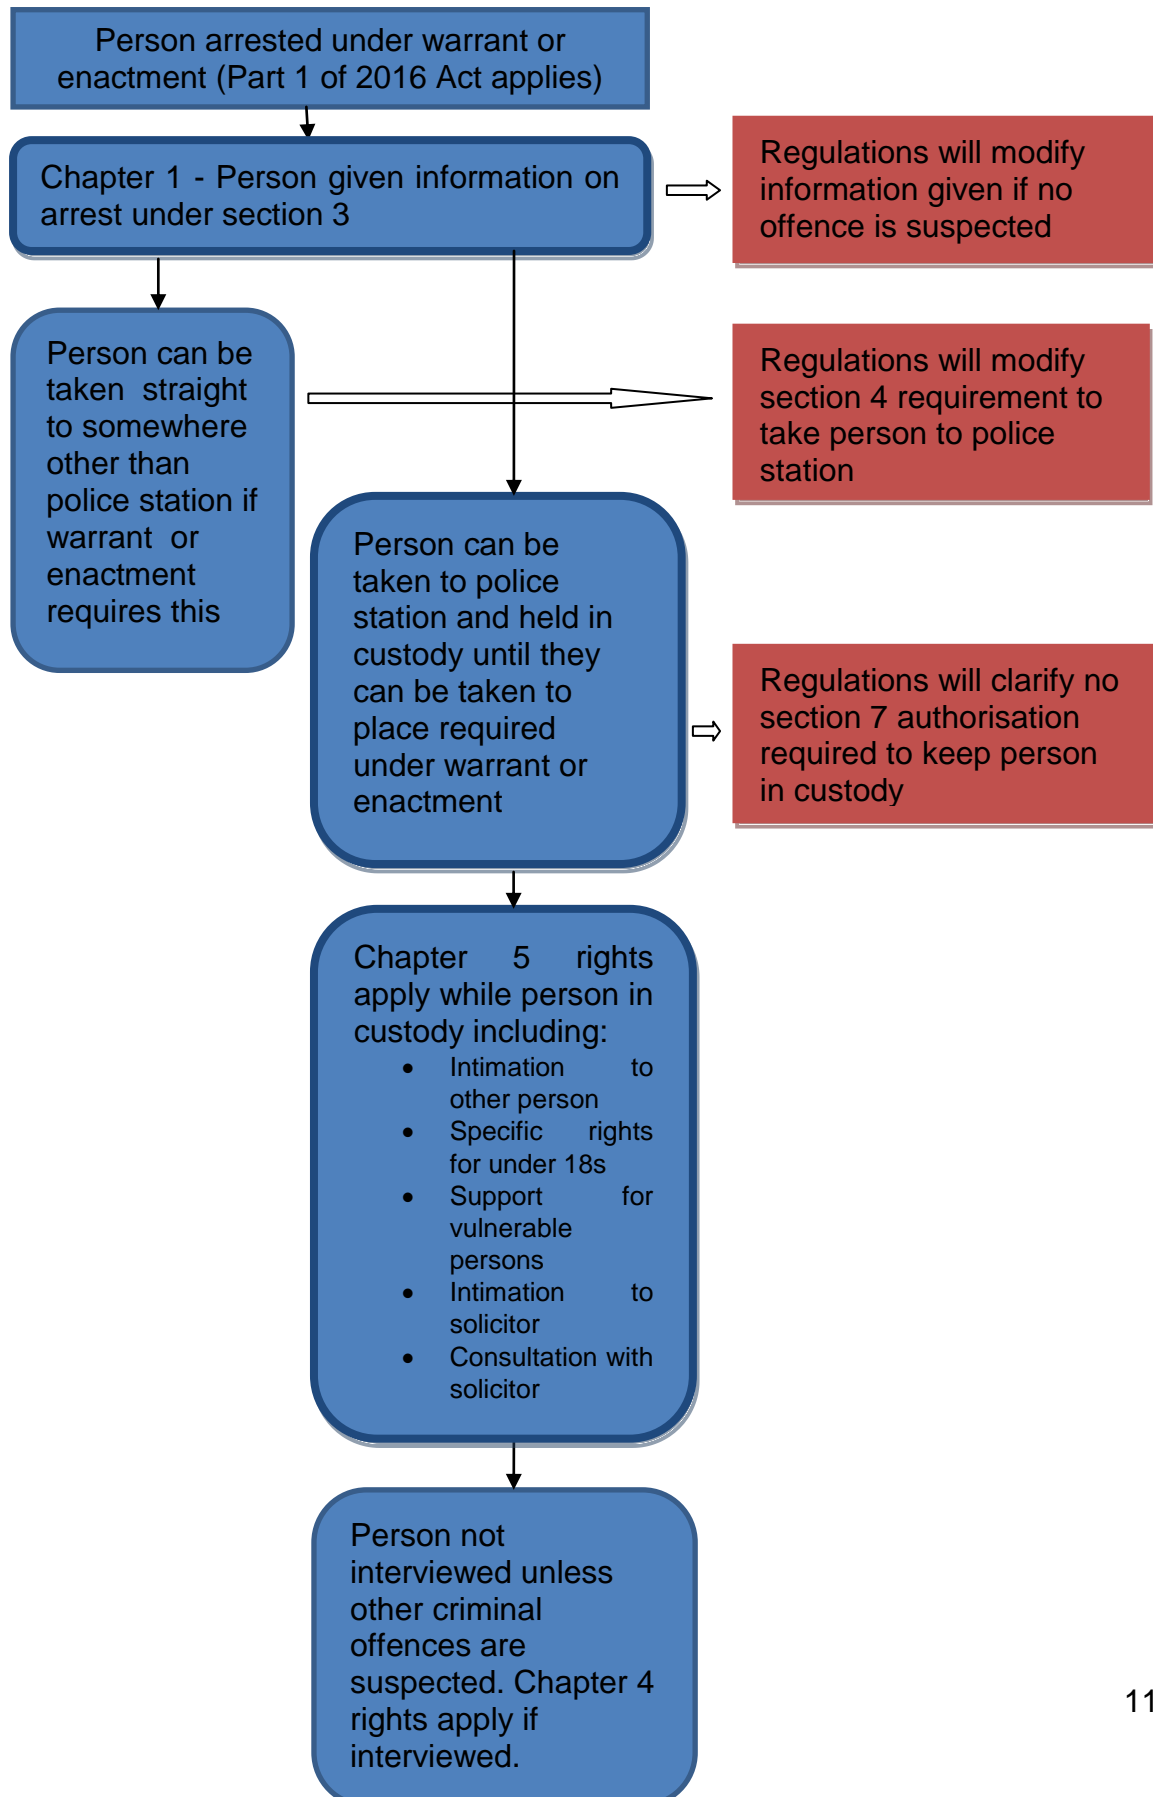 Person arrested under warrant or
enactment (Part 1 of 2016 Act applies)
Chapter 1 - Person given information on
arrest under section 3
Regulations will modify
information given if no
offence is suspected
Person can be
taken straight
to somewhere
other than
police station if
warrant or
enactment
requires this
Regulations will modify
section 4 requirement to
take person to police
station
Person can be
taken to police
station and held in
custody until they
can be taken to
place required
under warrant or
enactment
Regulations will clarify no
section 7 authorisation
required to keep person
in custody
Chapter 5 rights
apply while person in
custody including:
• Intimation to
other person
• Specific rights
for under 18s
• Support for
vulnerable
persons
• Intimation to
solicitor
• Consultation with
solicitor
Person not
interviewed unless
other criminal
offences are
suspected. Chapter 4
rights apply if
interviewed.
11